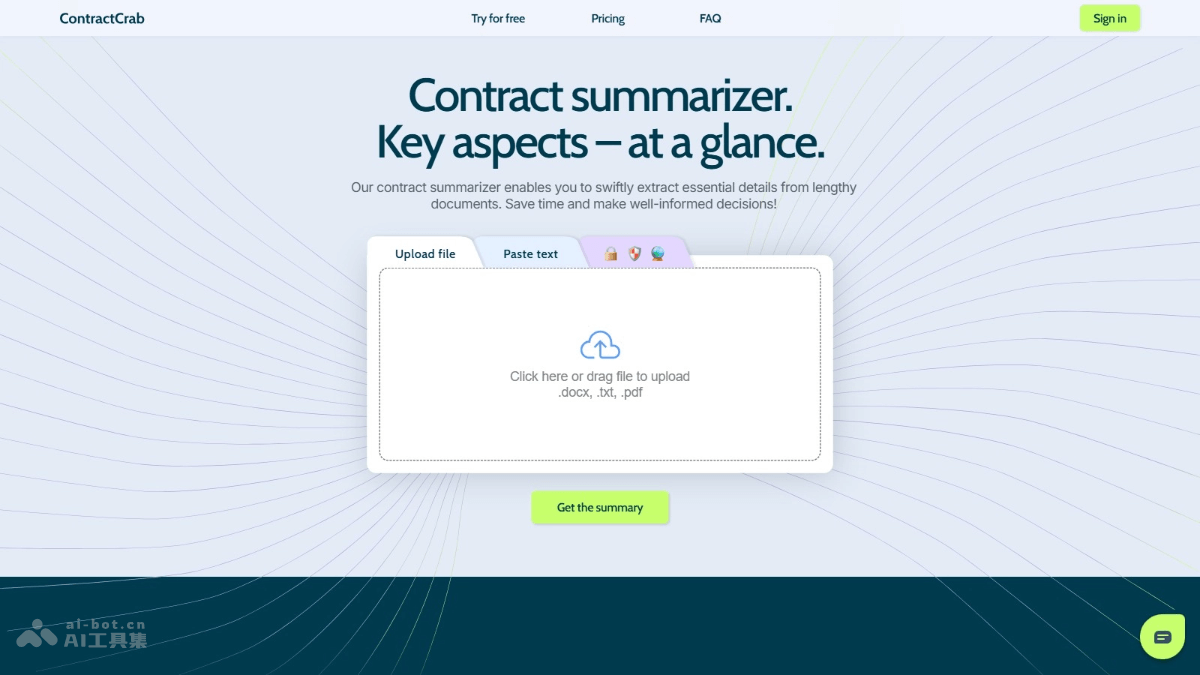 ContractCrab
Try for free
Pricing
FAQ
Sign in
Contract summarizer.
Key aspects – at a glance.
Our contract summarizer enables you to swiftly extract essential details from lengthy
documents. Save time and make well-informed decisions!
Upload file
Paste text
Click here or drag file to upload
.docx, .txt, .pdf
Get the summary
ai-bot.cn
AI工具集